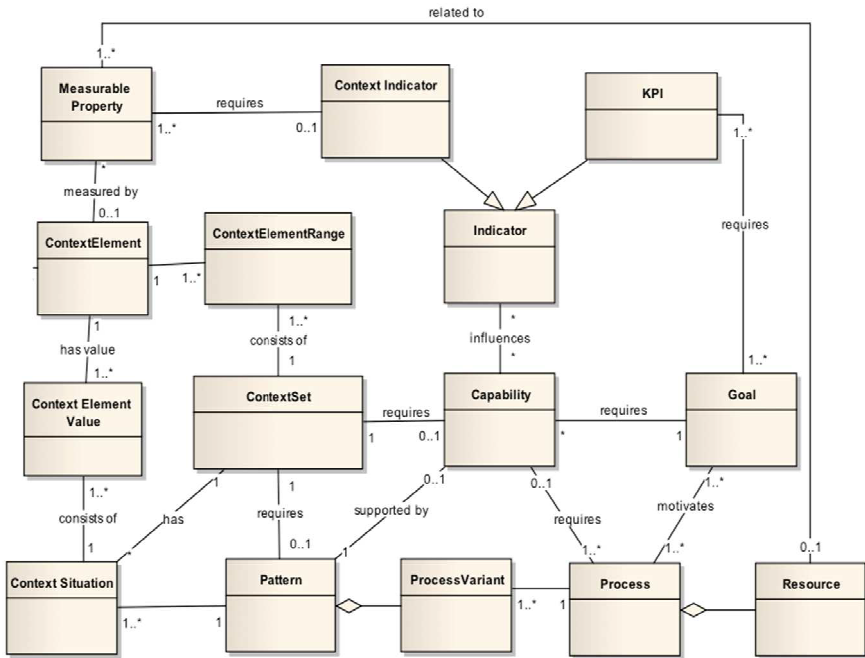 related to
1..*
Measurable
Property
requires
1..*
0..1
Context Indicator
KPI
1..*
*
measured by
0..1
ContextElement
ContextElementRange
Indicator
requires
1
1..*
1
1..*
consists of
1
*
influences
*
has value
1..*
1..*
Context Element
Value
ContextSet
requires
1
0..1
Capability
*
requires
1
Goal
1..*
consists of
1
1
has
*
1
requires
0..1
0..1
supported by
1
0..1
requires
1..*
1..*
motivates
1..*
0..1
Context Situation
Pattern
ProcessVariant
Process
Resource
1..*
1
1..*
1